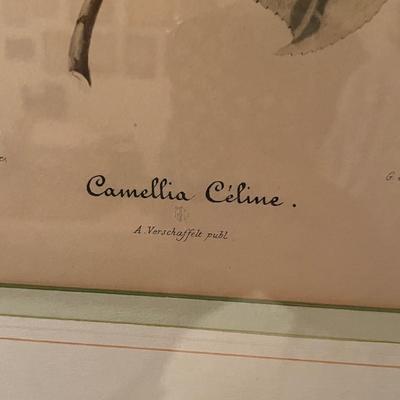 Camellia Céline.
A. Verschaffelt publ.